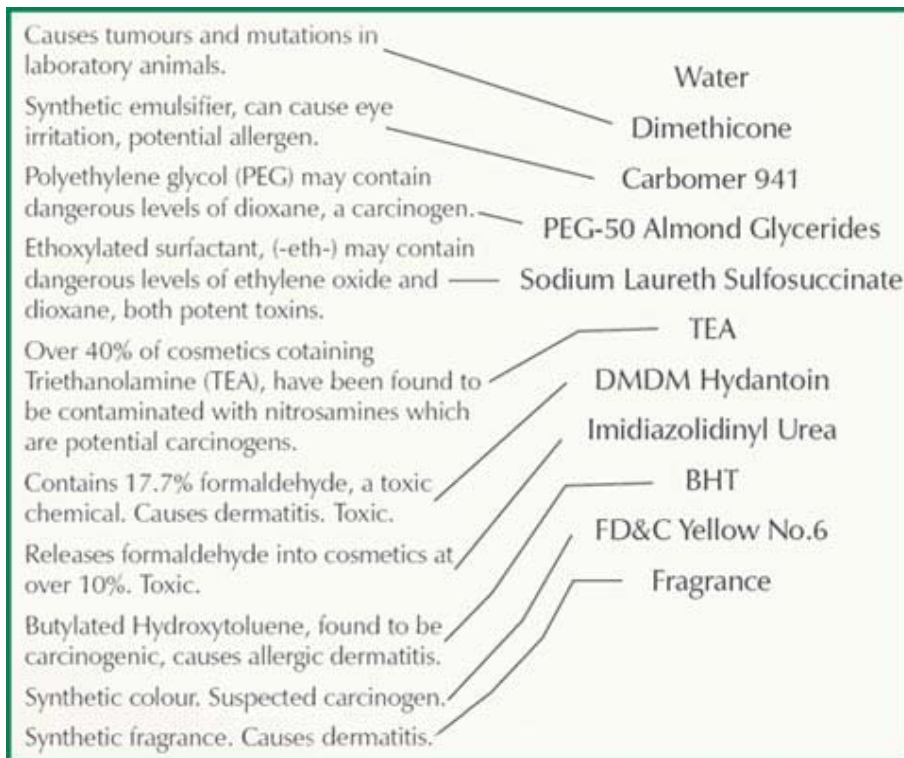 Causes tumours and mutations in
laboratory animals.
Synthetic emulsifier, can cause eye
irritation, potential allergen.
Polyethylene glycol (PEG) may contain
dangerous levels of dioxane, a carcinogen.
Ethoxylated surfactant, (-eth-) may contain
dangerous levels of ethylene oxide and
dioxane, both potent toxins.
Over 40% of cosmetics cotaining
Triethanolamine (TEA), have been found to
be contaminated with nitrosamines which
are potential carcinogens.
Contains 17.7% formaldehyde, a toxic
chemical. Causes dermatitis. Toxic.
Releases formaldehyde into cosmetics at
over 10%. Toxic.
Butylated Hydroxytoluene, found to be
carcinogenic, causes allergic dermatitis.
Synthetic colour. Suspected carcinogen.
Synthetic fragrance. Causes dermatitis.
Water
Dimethicone
Carbomer 941
PEG-50 Almond Glycerides
Sodium Laureth Sulfosuccinate
TEA
DMDM Hydantoin
Imidiazolidinyl Urea
BHT
FD&C Yellow No.6
Fragrance